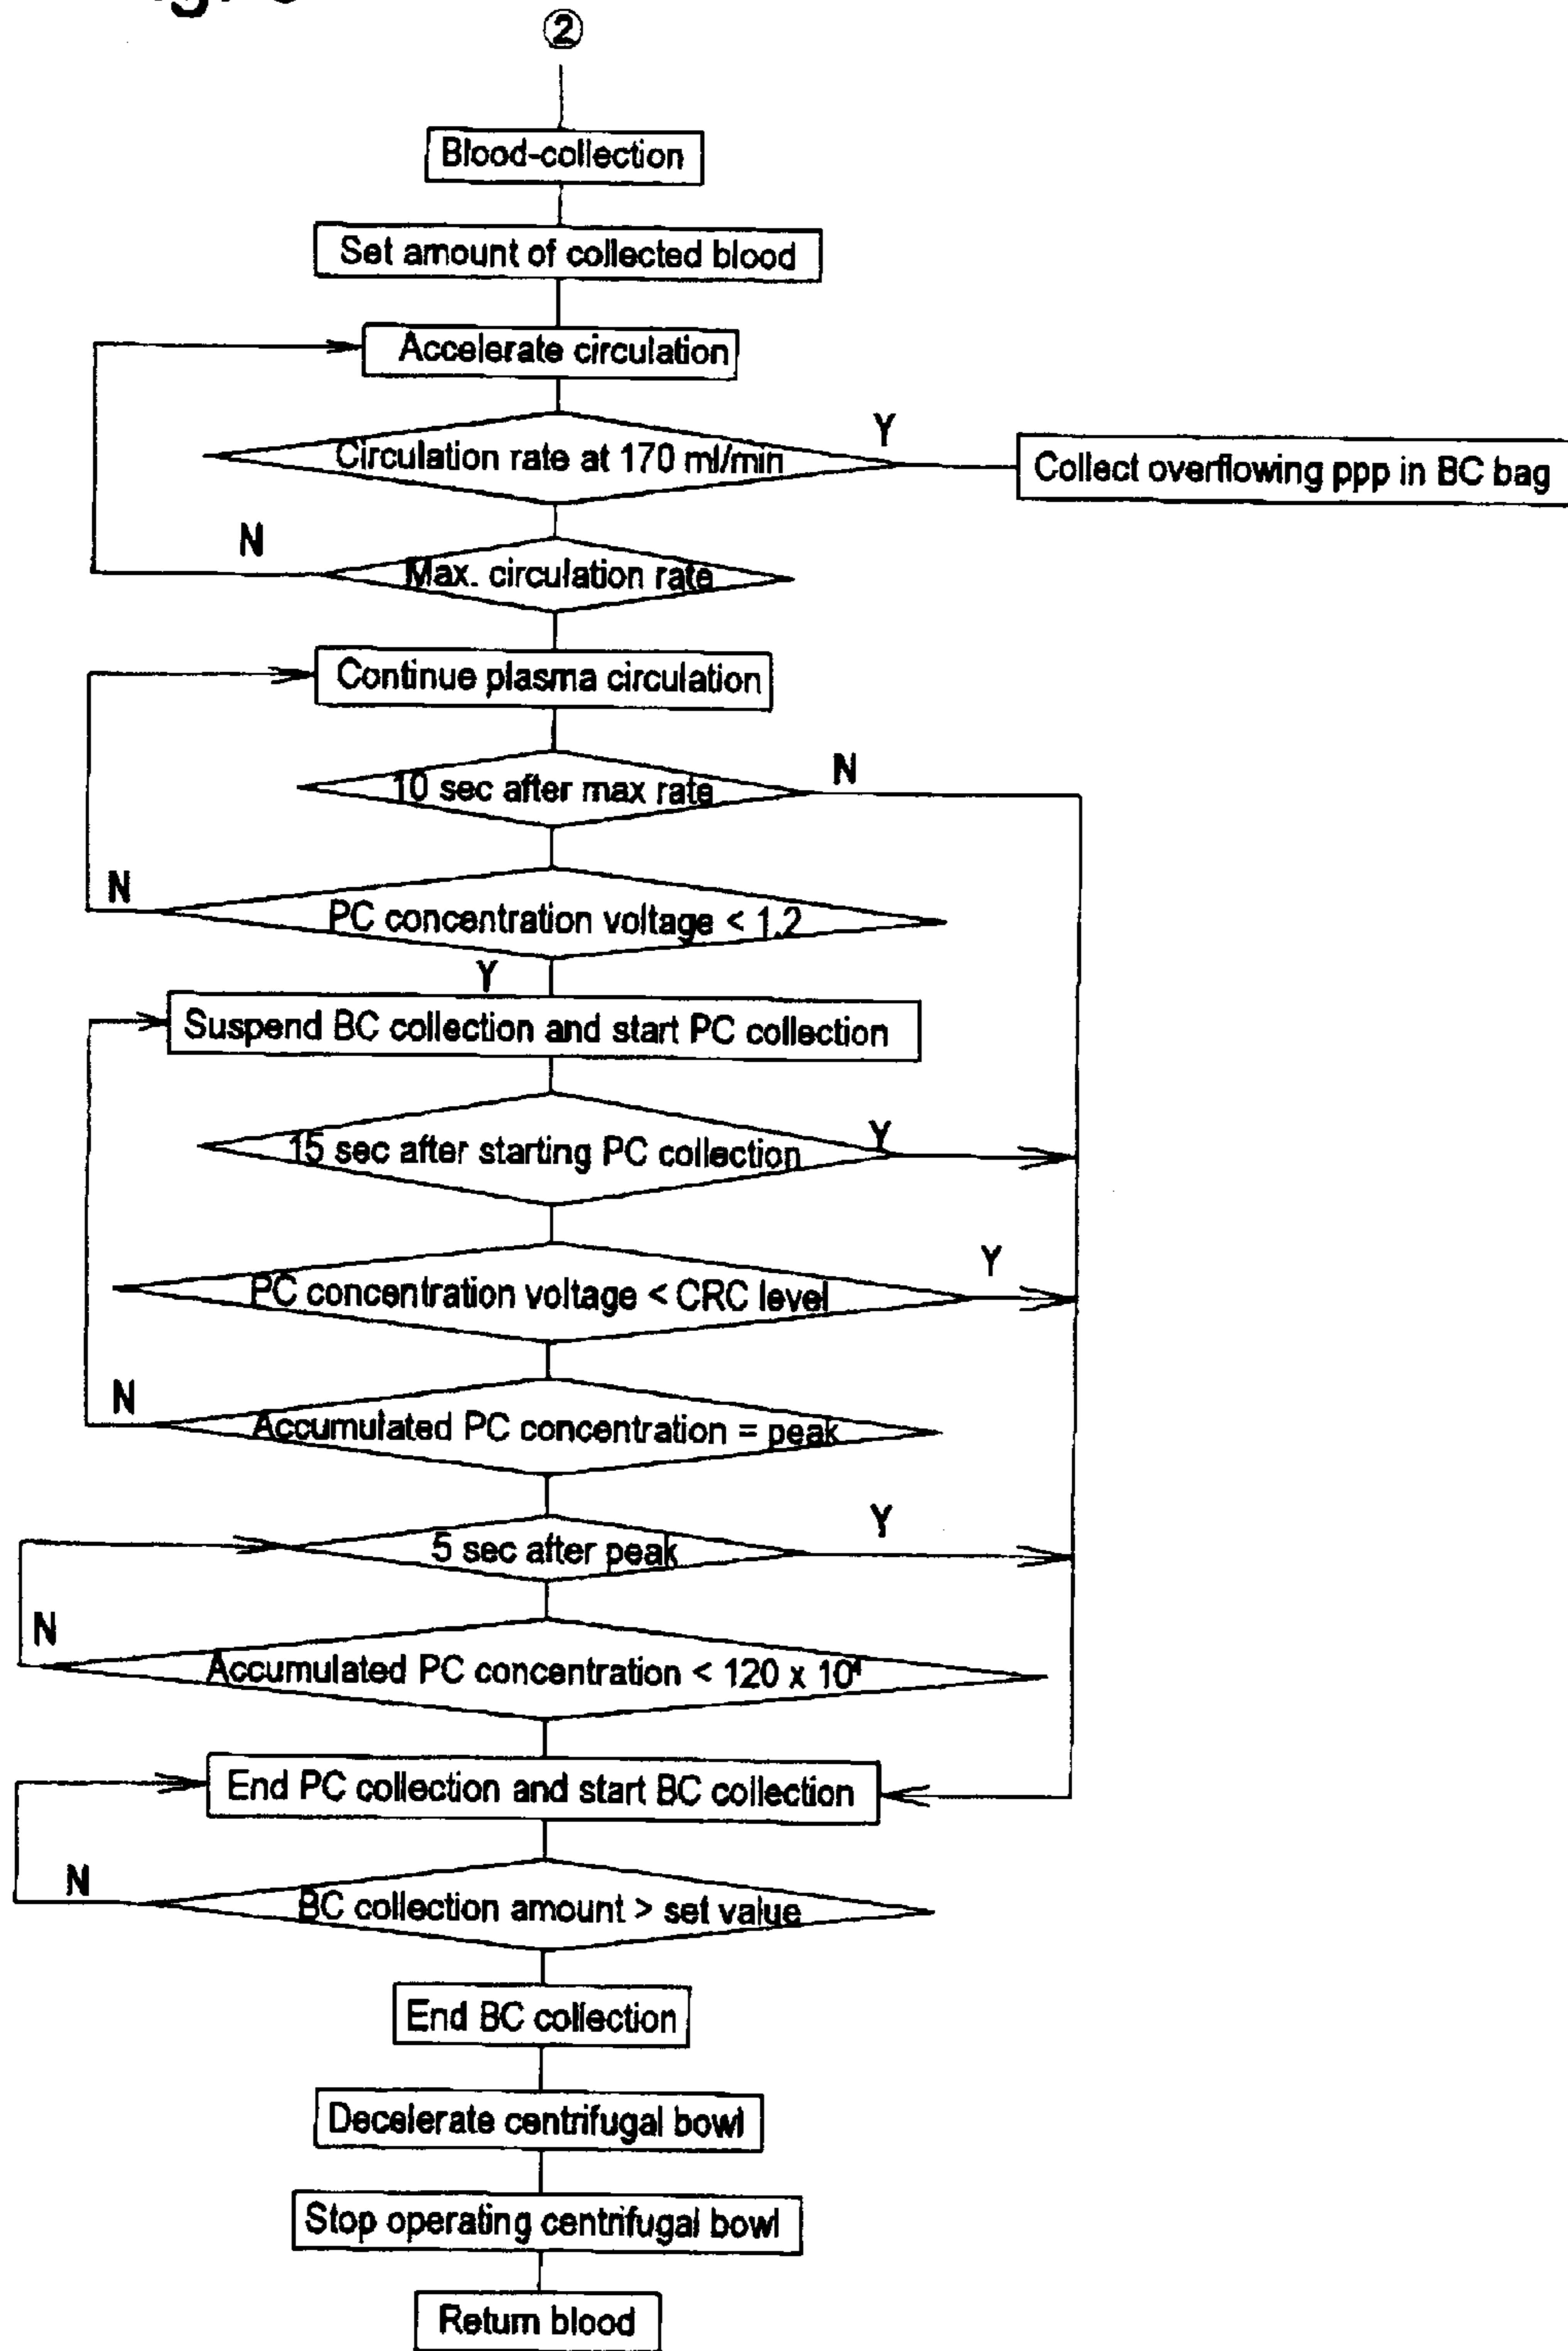 ②
Blood-collection
Set amount of collected blood
Accelerate circulation
Y
Circulation rate at 170 ml/min
Collect overflowing ppp in BC bag
N
Max. circulation rate
Continue plasma circulation
N
10 sec after max rate
N
PC concentration voltage < 1.2
Y
Suspend BC collection and start PC collection
Y
15 sec after starting PC collection
Y
PC concentration voltage < CRC level
N
Accumulated PC concentration = peak
Y
5 sec after peak
N
Accumulated PC concentration < 120 x 10⁴
End PC collection and start BC collection
N
BC collection amount > set value
End BC collection
Decelerate centrifugal bowl
Stop operating centrifugal bowl
Return blood